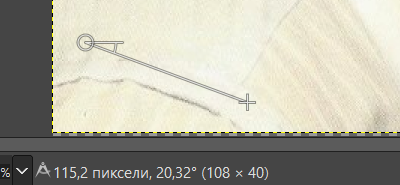 % 115,2 пиксели, 20,32° (108 × 40)